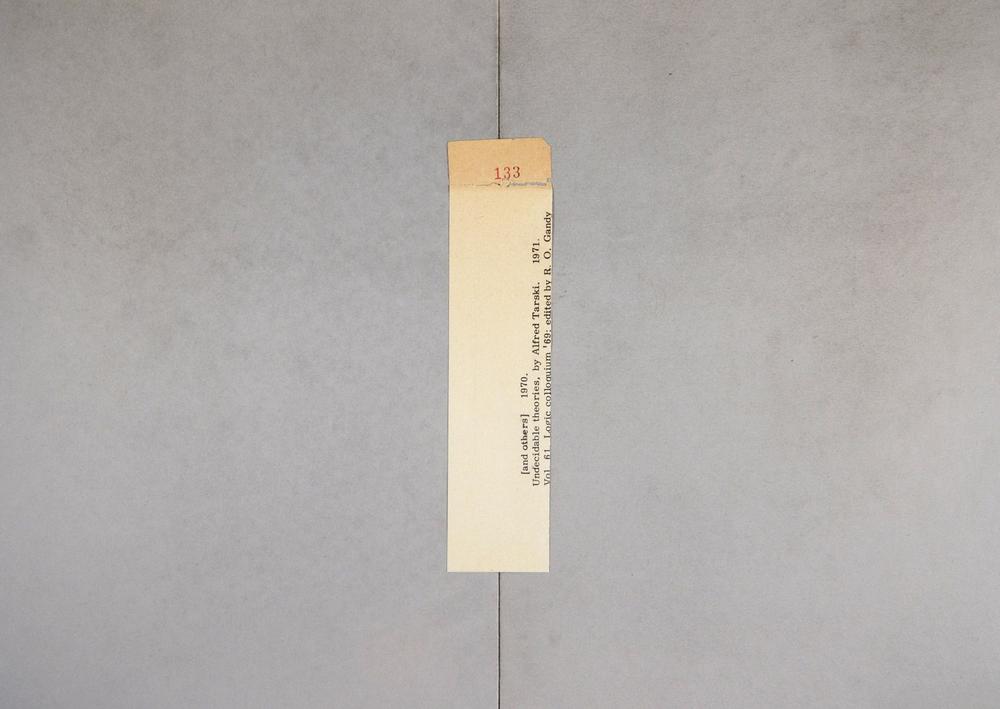 133
[and others] 1970.
Undecidable theories, by Alfred Tarski. 1971.
Vol. 61. Logic colloquium '69; edited by R. O. Gandy